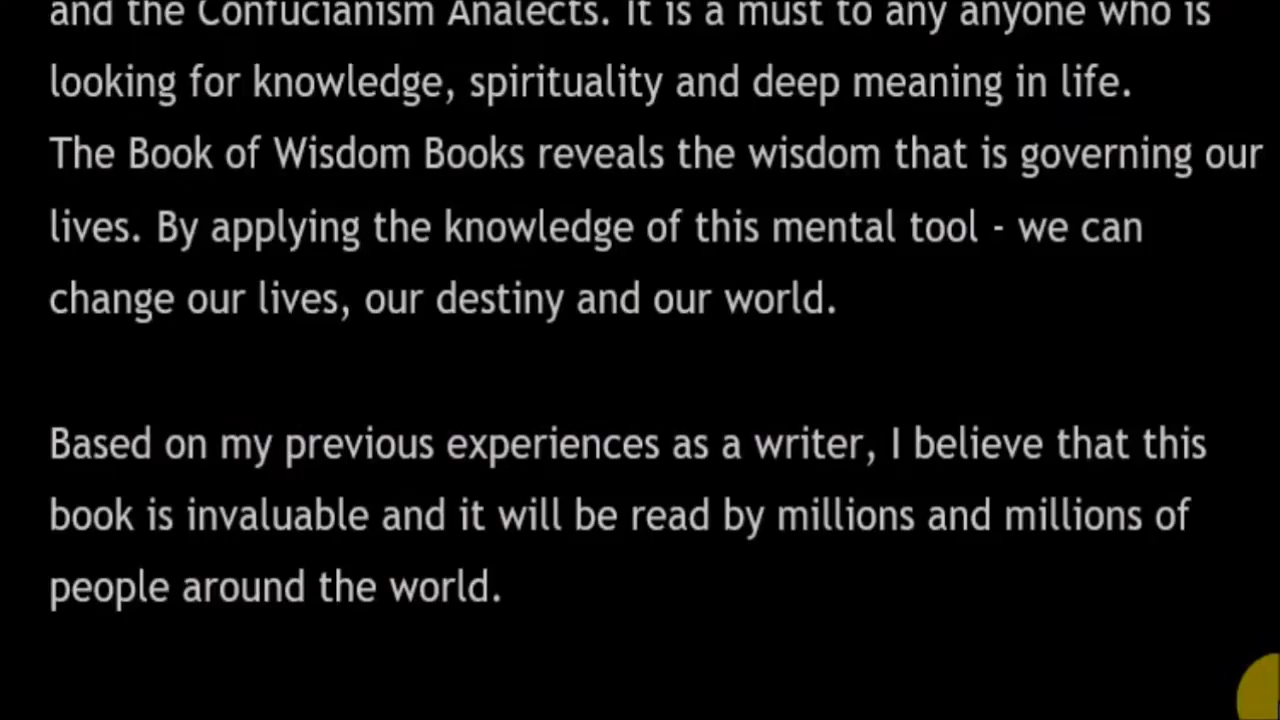 and the Confucianism Analects. It is a must to any anyone who is
looking for knowledge, spirituality and deep meaning in life.
The Book of Wisdom Books reveals the wisdom that is governing our
lives. By applying the knowledge of this mental tool - we can
change our lives, our destiny and our world.
Based on my previous experiences as a writer, I believe that this
book is invaluable and it will be read by millions and millions of
people around the world.